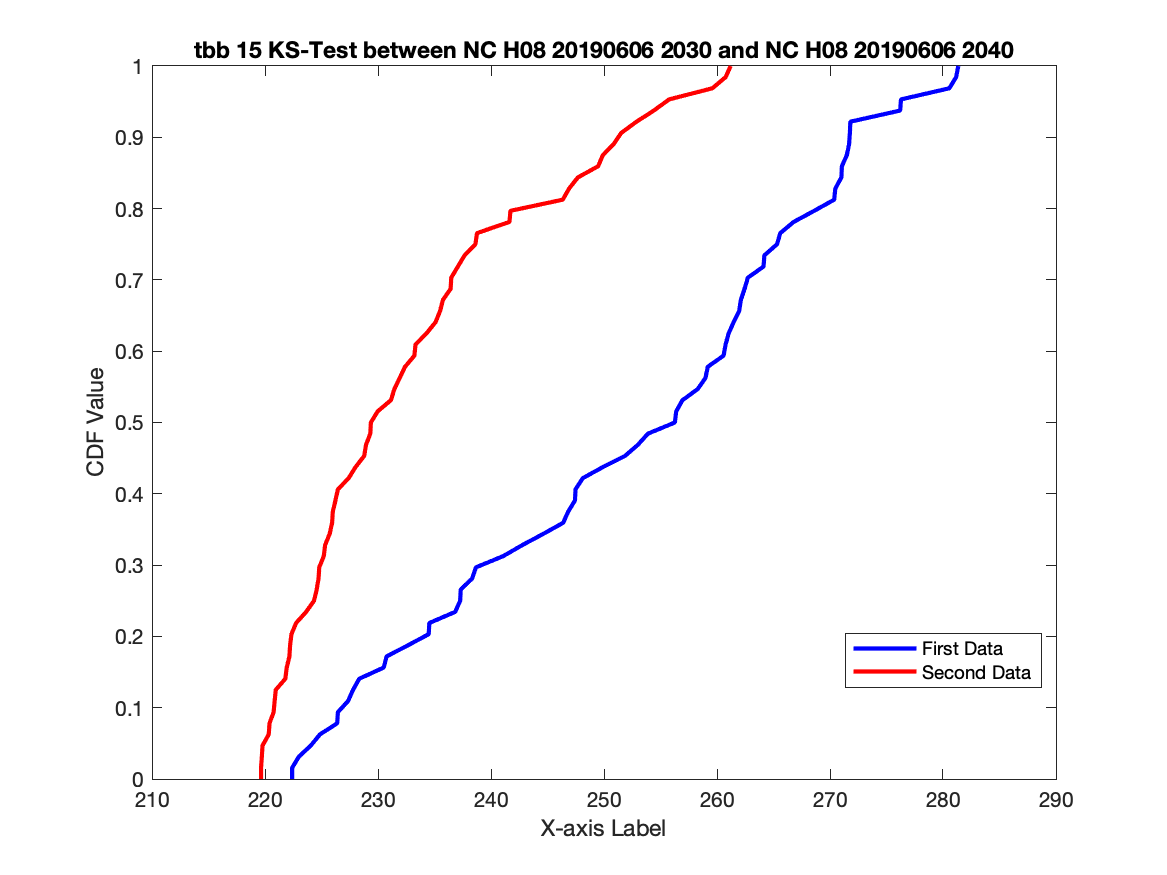 tbb 15 KS-Test between NC H08 20190606 2030 and NC H08 20190606 2040
1
0.9
0.8
0.7
0.6
0.5
0.4
0.3
0.2
0.1
0
CDF Value
First Data
Second Data
210 220 230 240 250 260 270 280 290
X-axis Label